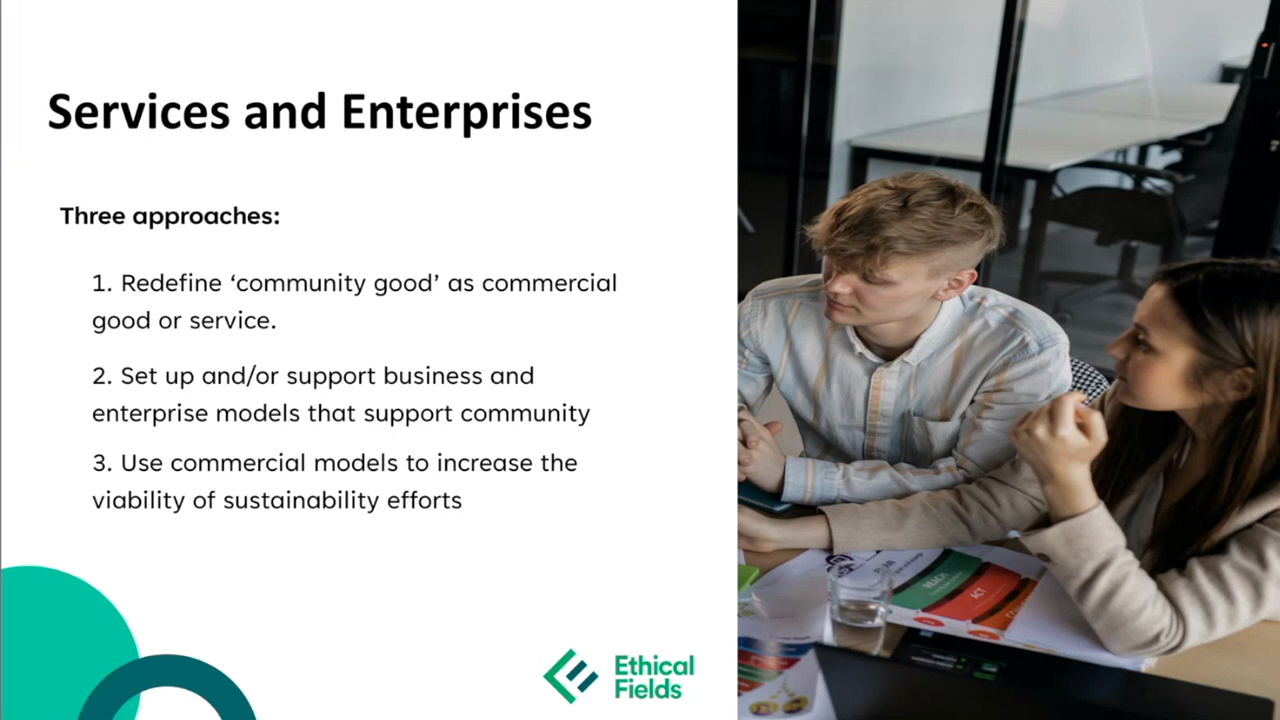 Services and Enterprises
Three approaches:
1. Redefine ‘community good’ as commercial
good or service.
2. Set up and/or support business and
enterprise models that support community
3. Use commercial models to increase the
viability of sustainability efforts
Ethical
Fields
PLAN
REACH
ACT